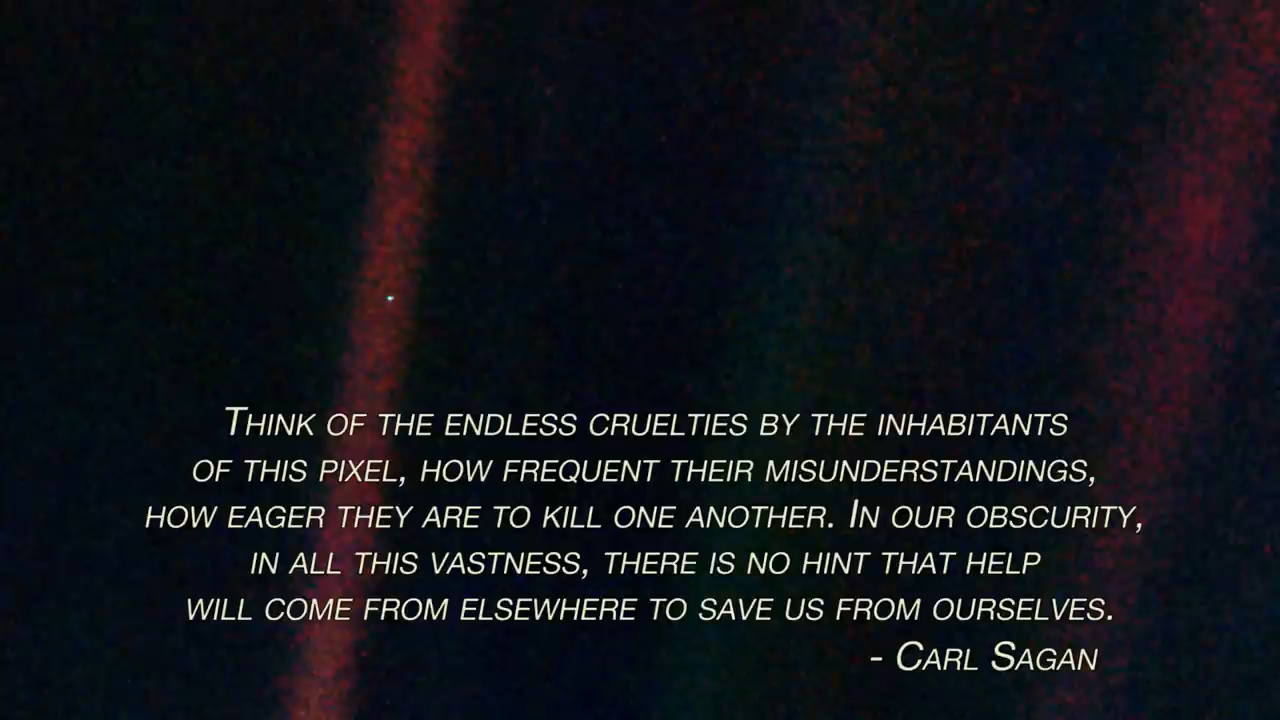 Think of the endless cruelties by the inhabitants
of this pixel, how frequent their misunderstandings,
how eager they are to kill one another. In our obscurity,
in all this vastness, there is no hint that help
will come from elsewhere to save us from ourselves.
- Carl Sagan